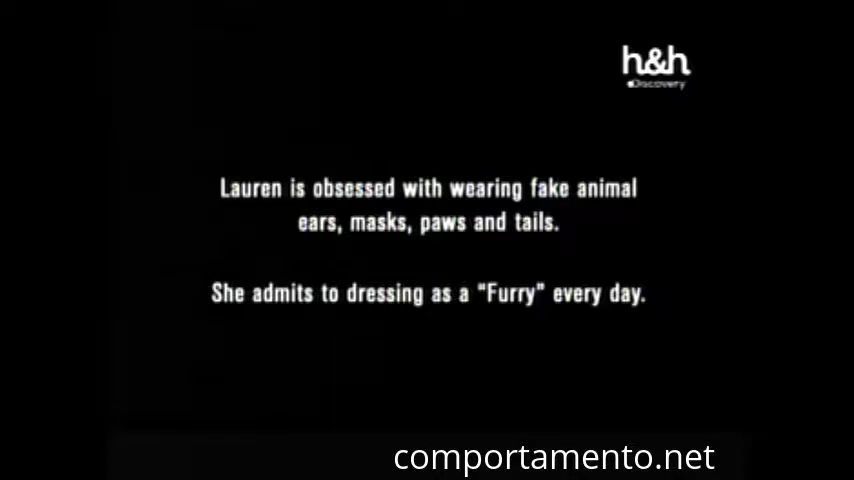 h&h
Discovery
Lauren is obsessed with wearing fake animal
ears, masks, paws and tails.
She admits to dressing as a "Furry" every day.
comportamento.net